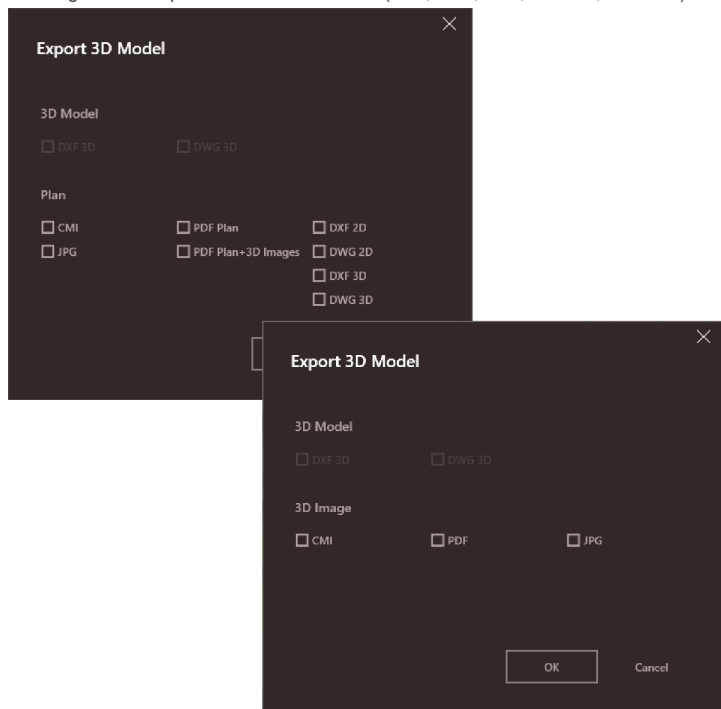 Export 3D Model
3D Model
DXF 3D DWG 3D
Plan
CMI PDF Plan DXF 2D
JPG PDF Plan+3D Images DWG 2D
DXF 3D
DWG 3D
Export 3D Model
3D Model
DXF 3D DWG 3D
3D Image
CMI PDF JPG
OK Cancel